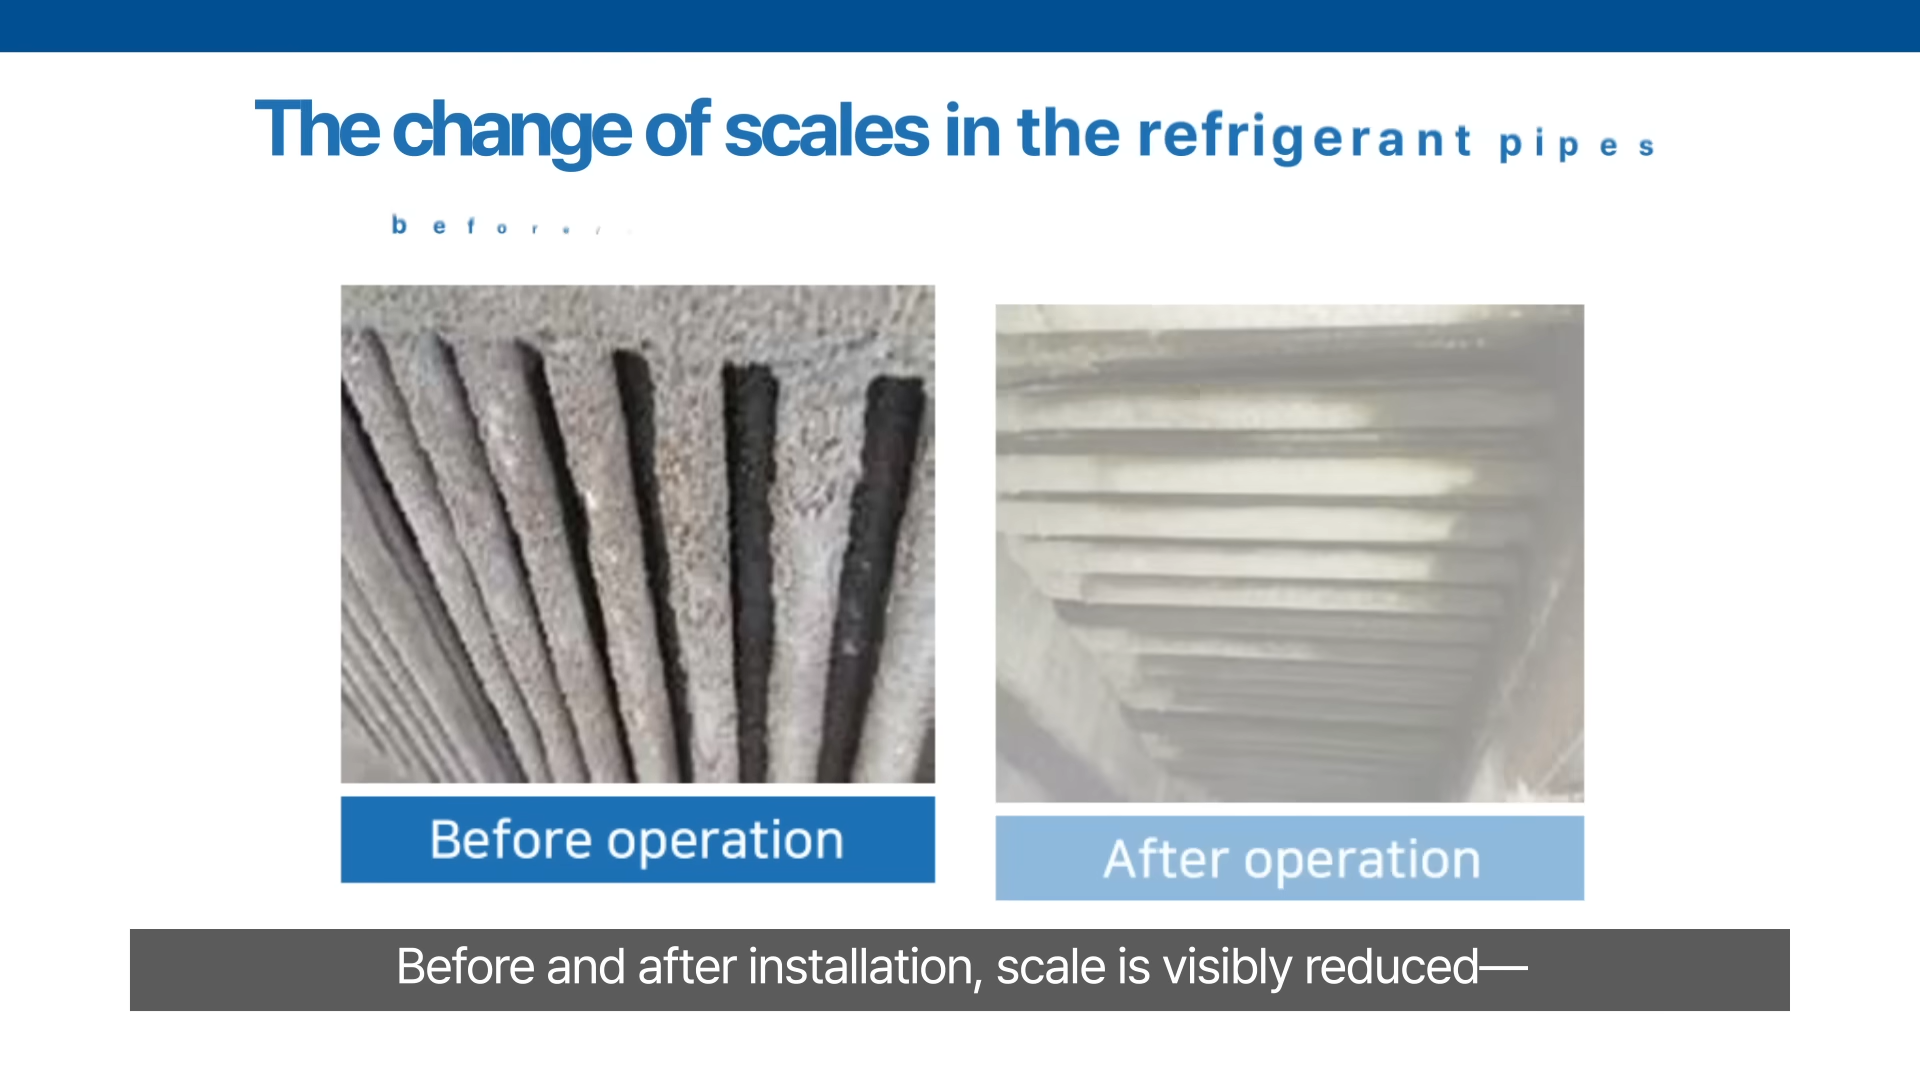 The change of scales in the refrigerant pipes
before/
Before operation
After operation
Before and after installation, scale is visibly reduced—